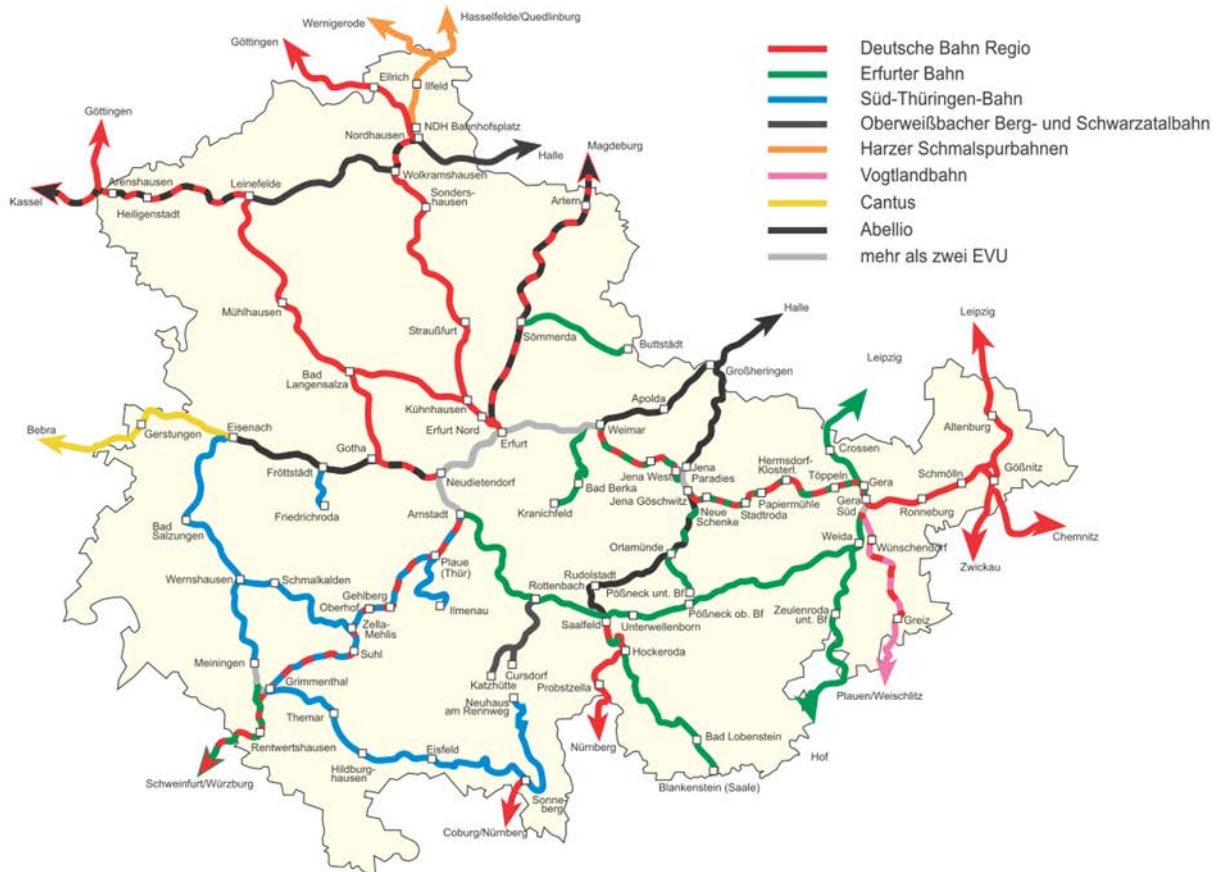 Hasselfelde/Quedlinburg
Wernigerode
Göttingen
Ellrich
Ilfeld
NDH Bahnhofsplatz
Nordhausen
Halle
Göttingen
Magdeburg
Wolkramshausen
Arenshausen
Leinefelde
Kassel
Heiligenstadt
Sonders-
hausen
Artern
Deutsche Bahn Regio
Erfurter Bahn
Süd-Thüringen-Bahn
Oberweißbacher Berg- und Schwarzatalbahn
Harzer Schmalspurbahnen
Vogtlandbahn
Cantus
Abellio
mehr als zwei EVU
Mühlhausen
Straußfurt
Sömmerda
Buttstädt
Halle
Großheringen
Leipzig
Leipzig
Bad
Langensalza
Kühnhausen
Erfurt Nord
Erfurt
Apolda
Weimar
Altenburg
Bebra
Gerstungen
Eisenach
Fröttstädt
Gotha
Neudietendorf
Friedrichroda
Crossen
Gößnitz
Schmölln
Hermsdorf-
Klosterl.
Töppeln
Gera
Gera
Süd
Ronneburg
Jena West
Jena
Paradies
Jena Göschwitz
Neue
Schenke
Papiermühle
Stadtroda
Bad Berka
Kranichfeld
Chemnitz
Zwickau
Bad
Salzungen
Arnstadt
Plaue
(Thür)
Orlamünde
Weida
Wünschendorf
Wernshausen
Schmalkalden
Gehlberg
Oberhof
Ilmenau
Rottenbach
Rudolstadt
Pößneck unt. Bf
Pößneck ob. Bf
Zeulenroda
unt. Bf
Greiz
Zella-
Mehlis
Saalfeld
Unterwellenborn
Suhl
Meiningen
Hockeroda
Cursdorf
Katzhütte
Probstzella
Grimmenthal
Neuhaus
am Rennweg
Plauen/Weischlitz
Themar
Rentwertshausen
Hildburg-
hausen
Eisfeld
Nürnberg
Bad Lobenstein
Hof
Schweinfurt/Würzburg
Sonne-
berg
Blankenstein (Saale)
Coburg/Nürnberg